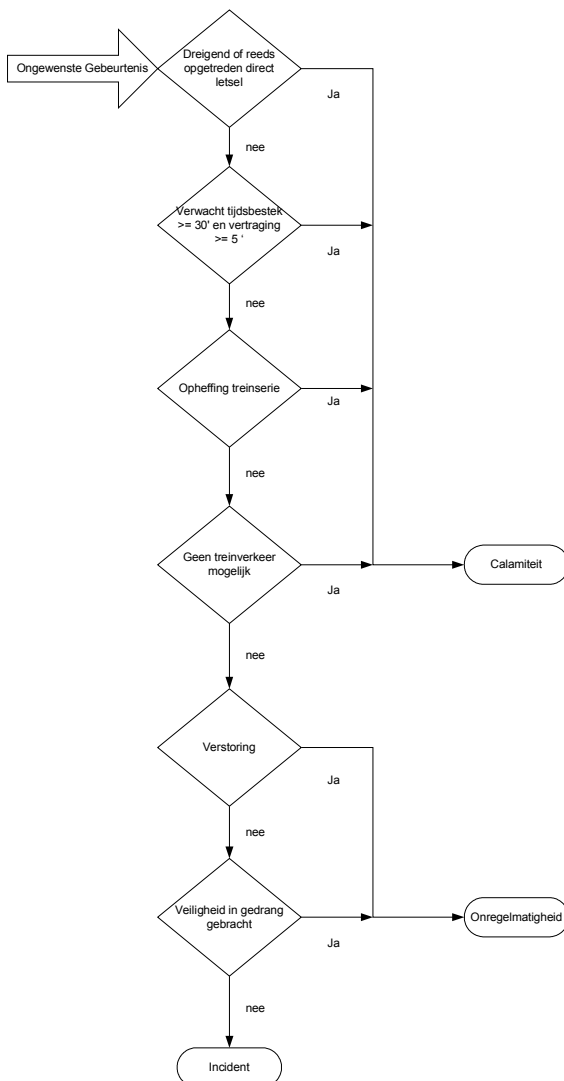 Ongewenste Gebeurtenis
Dreigend of reeds
opgetreden direct
letsel
Ja
nee
Verwacht tijdsbestek
>= 30' en vertraging
>= 5 '
Ja
nee
Opheffing treinserie
Ja
nee
Geen treinverkeer
mogelijk
Ja
Calamiteit
nee
Verstoring
Ja
nee
Veiligheid in gedrang
gebracht
Ja
Onregelmatigheid
nee
Incident